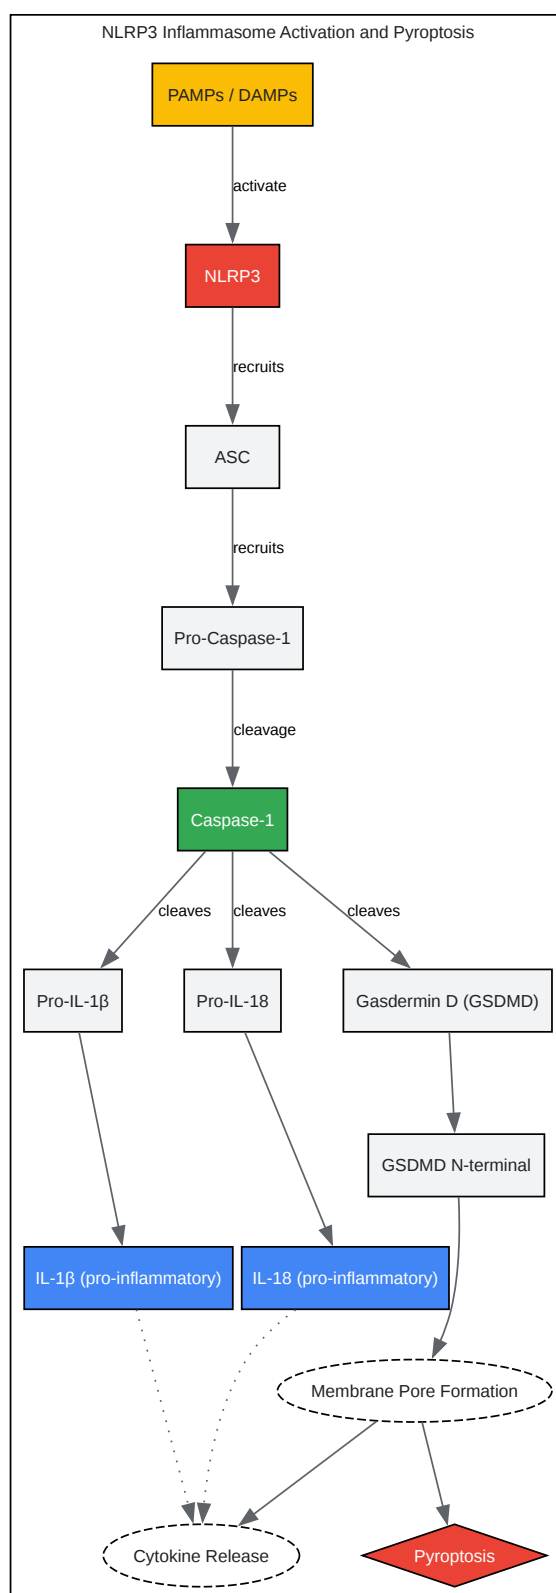 NLRP3 Inflammasome Activation and Pyroptosis
PAMPs / DAMPs
activate
NLRP3
recruits
ASC
recruits
Pro-Caspase-1
cleavage
Caspase-1
cleaves
cleaves
cleaves
Pro-IL-1β
Pro-IL-18
Gasdermin D (GSDMD)
GSDMD N-terminal
IL-1β (pro-inflammatory)
IL-18 (pro-inflammatory)
Membrane Pore Formation
Cytokine Release
Pyroptosis